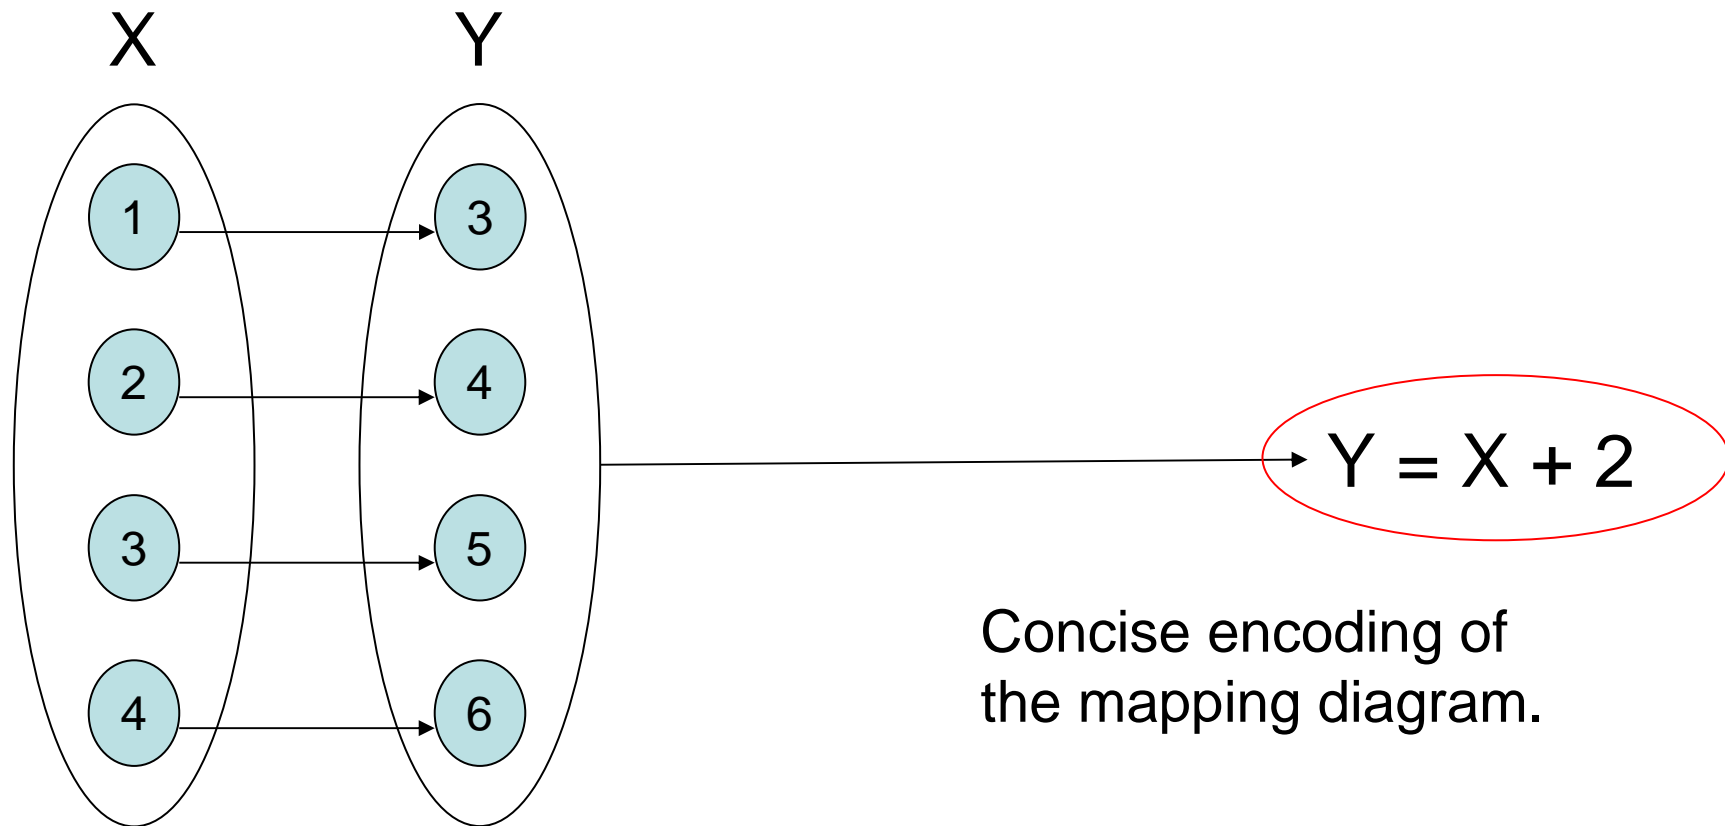 X Y
1 3
2 4
3 5
4 6
Y = X + 2
Concise encoding of
the mapping diagram.